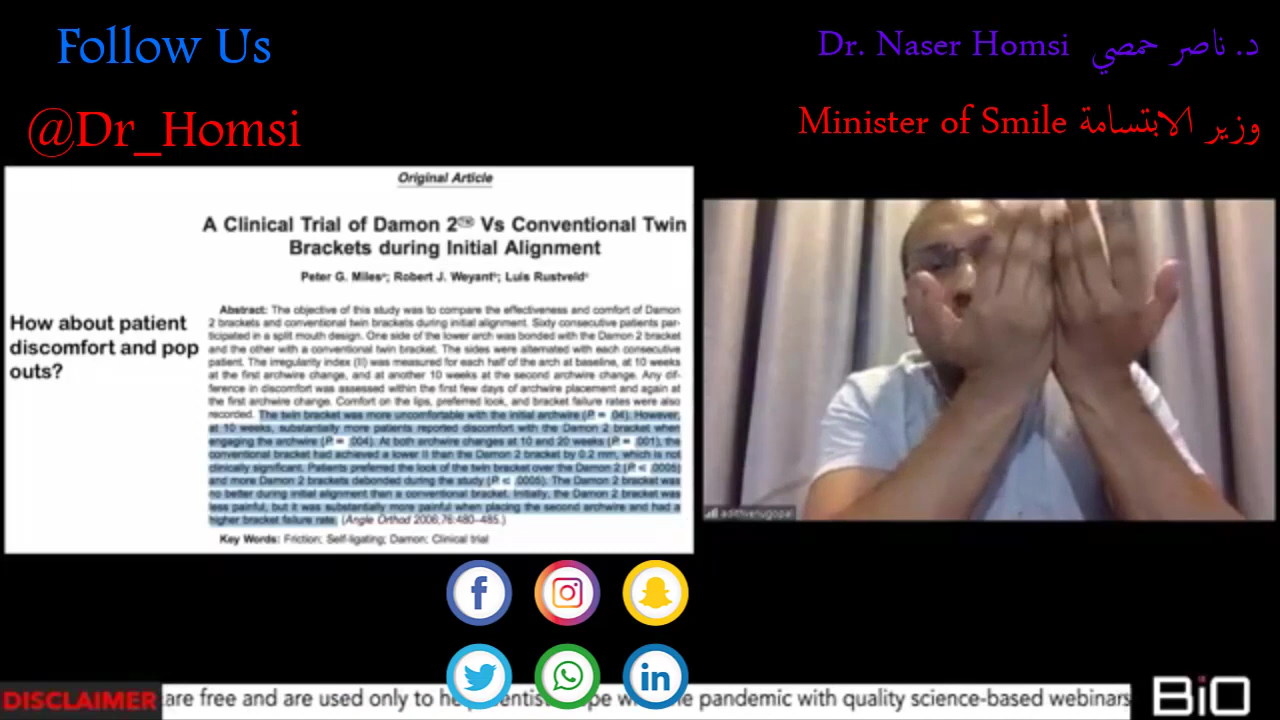 Follow Us
@Dr_Homsi
Dr. Naser Homsi د. ناصر حمصي
Minister of Smile وزير الابتسامة
Original Article
A Clinical Trial of Damon 2 Vs Conventional Twin
Brackets during Initial Alignment
Peter G. Miles; Robert J. Weyant; Luis Rustveld
How about patient
discomfort and pop
outs?
Abstract: The objective of this study was to compare the effectiveness and comfort of Damon
2 brackets and conventional twin brackets during initial alignment. Sixty consecutive patients par-
ticipated in a split mouth design. One side of the lower arch was bonded with the Damon 2 bracket
and the other with a conventional twin bracket. The sides were alternated with each consecutive
patient. The irregularity index (II) was measured for each half of the arch at baseline, at 10 weeks
at the first archwire change, and at another 10 weeks at the second archwire change. Any dif-
ference in discomfort was assessed within the first few days of archwire placement and again at
the first archwire change. Comfort on the lips, preferred look, and bracket failure rates were also
recorded. The twin bracket was more uncomfortable with the initial archwire (P = .04). However,
at 10 weeks, substantially more patients reported discomfort with the Damon 2 bracket when
engaging the archwire (P = .004). At both archwire changes at 10 and 20 weeks (P = .001), the
conventional bracket had achieved a lower II than the Damon 2 bracket by 0.2 mm, which is not
clinically significant. Patients preferred the look of the twin bracket over the Damon 2 (P < .0005)
and more Damon 2 brackets debonded during the study (P < .0005). The Damon 2 bracket was
no better during initial alignment than a conventional bracket. Initially, the Damon 2 bracket was
less painful, but it was substantially more painful when placing the second archwire and had a
higher bracket failure rate. (Angle Orthod 2006;76:480–485.)
Key Words: Friction; Self-ligating; Damon; Clinical trial
adithvenugopal
DISCLAIMER are free and are used only to he entist pe w e pandemic with quality science-based webinars
BiO